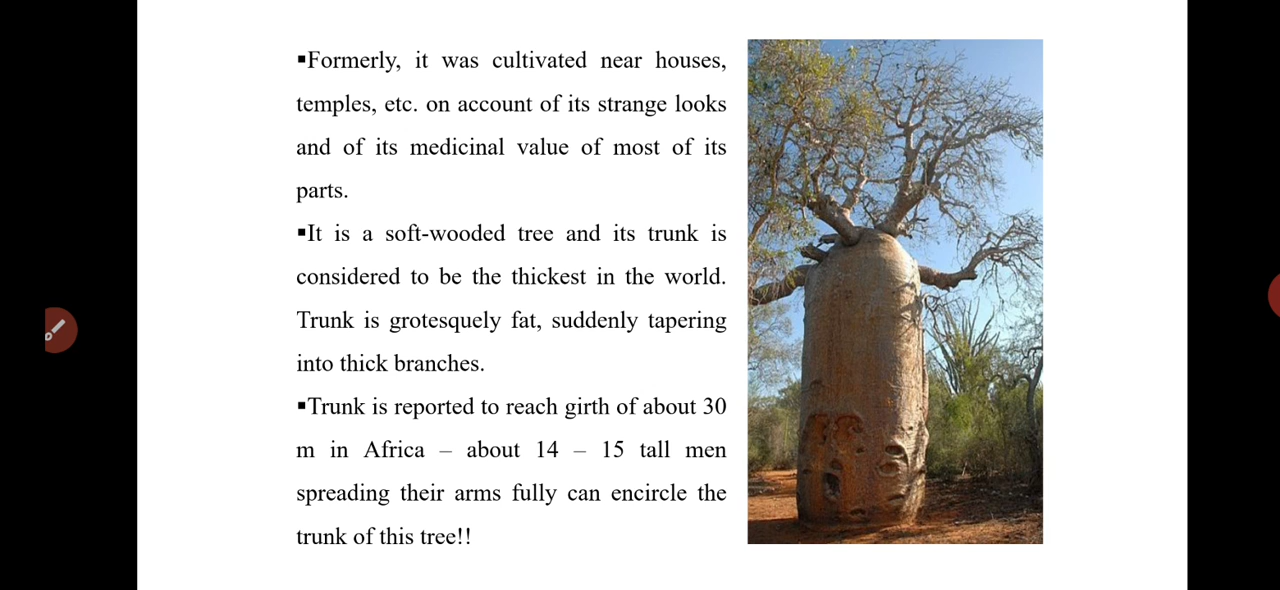 ▪Formerly, it was cultivated near houses,
temples, etc. on account of its strange looks
and of its medicinal value of most of its
parts.
▪It is a soft-wooded tree and its trunk is
considered to be the thickest in the world.
Trunk is grotesquely fat, suddenly tapering
into thick branches.
▪Trunk is reported to reach girth of about 30
m in Africa – about 14 – 15 tall men
spreading their arms fully can encircle the
trunk of this tree!!